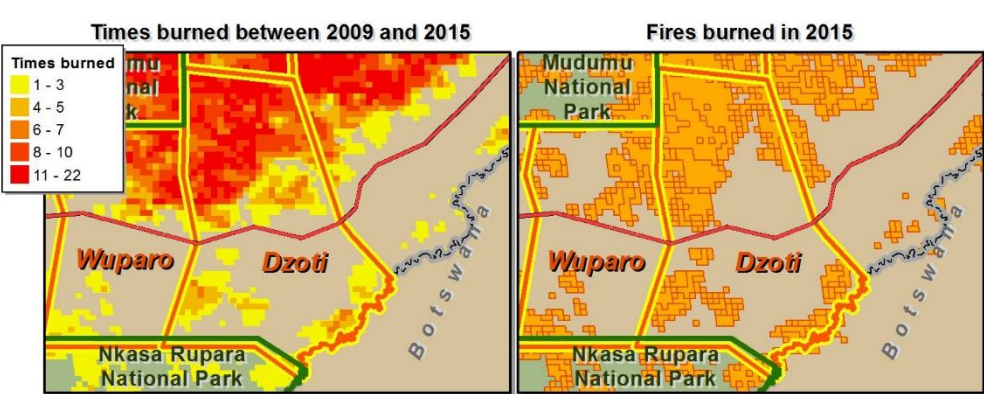 Times burned between 2009 and 2015
Times burned
1 - 3
4 - 5
6 - 7
8 - 10
11 - 22
mu
nal
k
Wuparo
Dzoti
Botswana
Nkasa Rupara
National Park
Fires burned in 2015
Mudumu
National
Park
Wuparo
Dzoti
Botswana
Nkasa Rupara
National Park